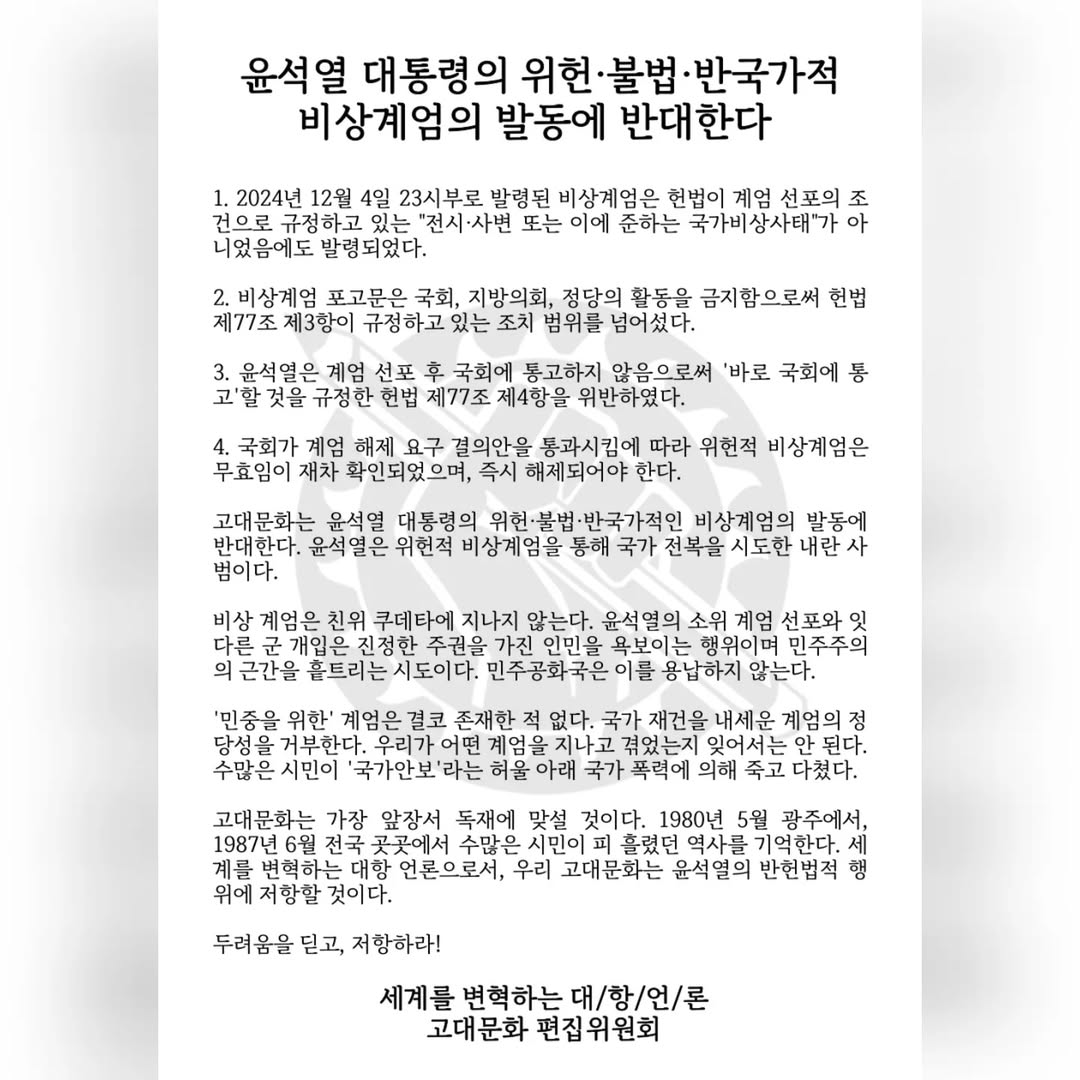 윤석열 대통령의 위헌·불법·반국가적
비상계엄의 발동에 반대한다
1. 2024년 12월 4일 23시부로 발령된 비상계엄은 헌법이 계엄 선포의 조
건으로 규정하고 있는 "전시·사변 또는 이에 준하는 국가비상사태"가 아
니었음에도 발령되었다.
2. 비상계엄 포고문은 국회, 지방의회, 정당의 활동을 금지함으로써 헌법
제77조 제3항이 규정하고 있는 조치 범위를 넘어섰다.
3. 윤석열은 계엄 선포 후 국회에 통고하지 않음으로써 '바로 국회에 통
고'할 것을 규정한 헌법 제77조 제4항을 위반하였다.
4. 국회가 계엄 해제 요구 결의안을 통과시킴에 따라 위헌적 비상계엄은
무효임이 재차 확인되었으며, 즉시 해제되어야 한다.
고대문화는 윤석열 대통령의 위헌·불법·반국가적인 비상계엄의 발동에
반대한다. 윤석열은 위헌적 비상계엄을 통해 국가 전복을 시도한 내란 사
범이다.
비상 계엄은 친위 쿠데타에 지나지 않는다. 윤석열의 소위 계엄 선포와 잇
다른 군 개입은 진정한 주권을 가진 인민을 욕보이는 행위이며 민주주의
의 근간을 흩트리는 시도이다. 민주공화국은 이를 용납하지 않는다.
'민중을 위한' 계엄은 결코 존재한 적 없다. 국가 재건을 내세운 계엄의 정
당성을 거부한다. 우리가 어떤 계엄을 지나고 겪었는지 잊어서는 안 된다.
수많은 시민이 '국가안보'라는 허울 아래 국가 폭력에 의해 죽고 다쳤다.
고대문화는 가장 앞장서 독재에 맞설 것이다. 1980년 5월 광주에서,
1987년 6월 전국 곳곳에서 수많은 시민이 피 흘렸던 역사를 기억한다. 세
계를 변혁하는 대항 언론으로서, 우리 고대문화는 윤석열의 반헌법적 행
위에 저항할 것이다.
두려움을 딛고, 저항하라!
세계를 변혁하는 대/항/언/론
고대문화 편집위원회